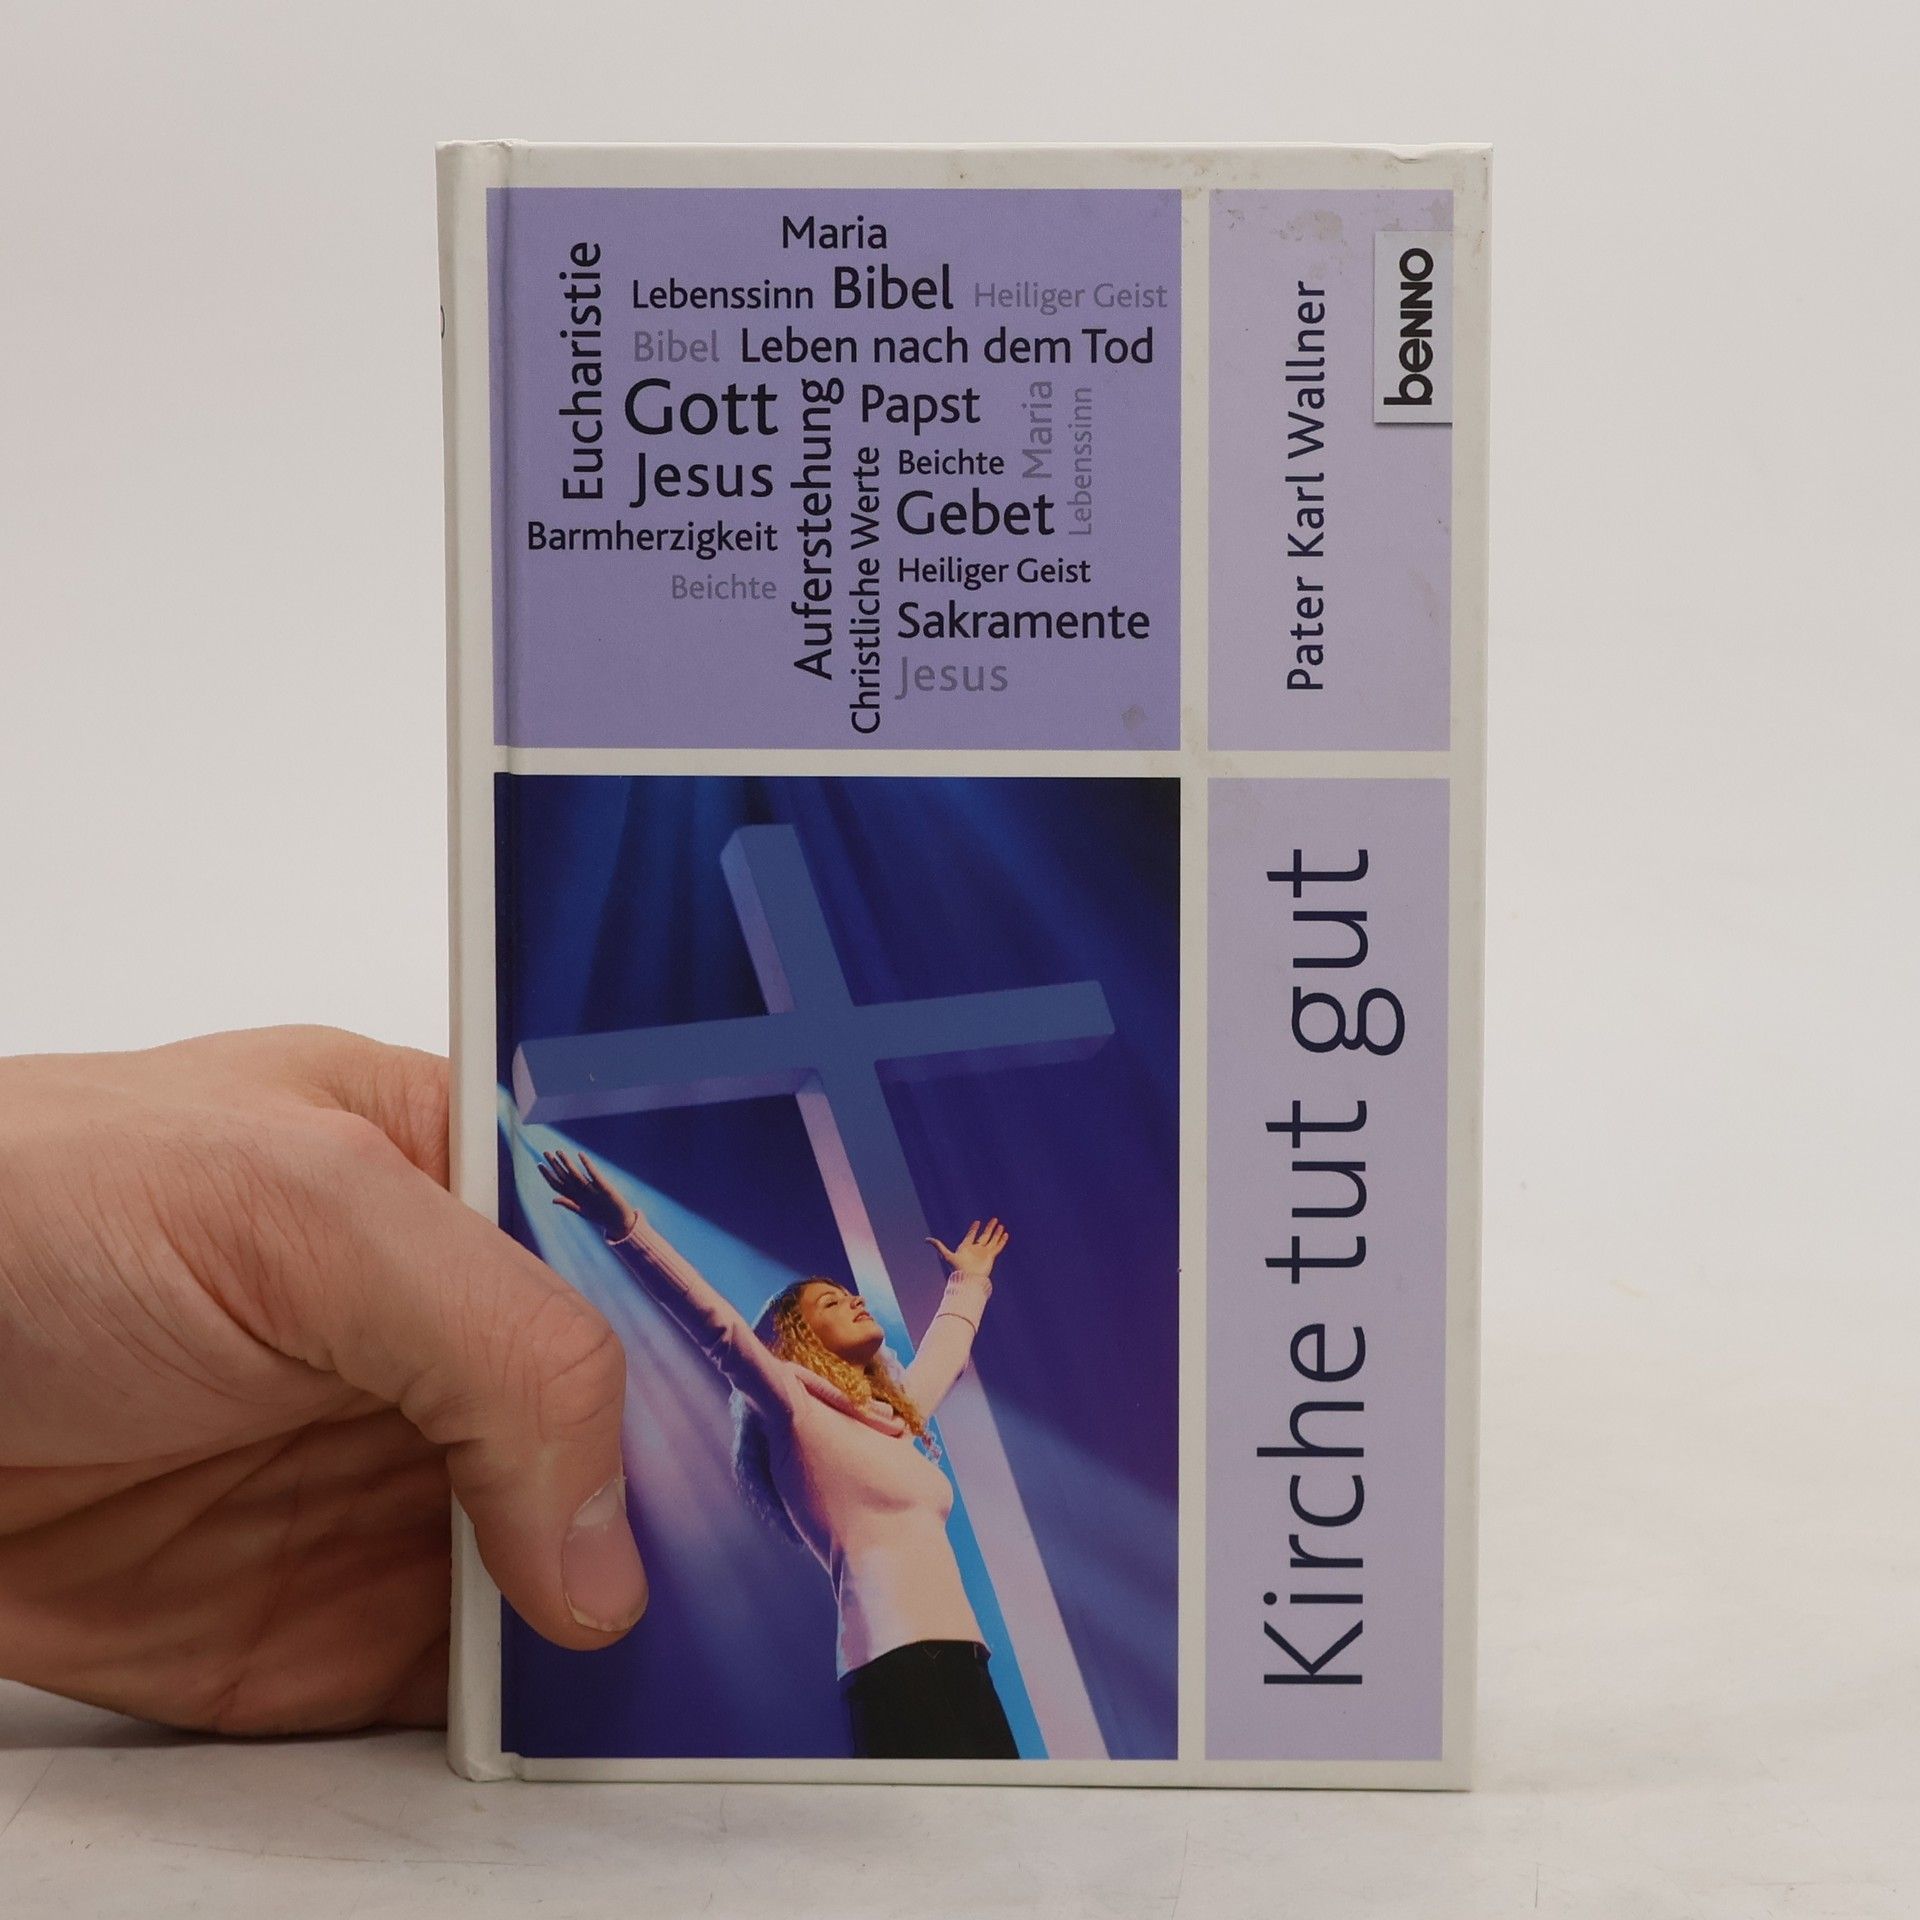 Maria
Eucharistie
Lebenssinn Bibel Heiliger Geist
Bibel Leben nach dem Tod
Gott
Auferstehung
Papst
Maria
Lebenssinn
Jesus
Christliche Werte
Beichte
Gebet
Barmherzigkeit
Heiliger Geist
Beichte
Sakramente
Jesus
Pater Karl Wallner
benno
Kirche tut gut